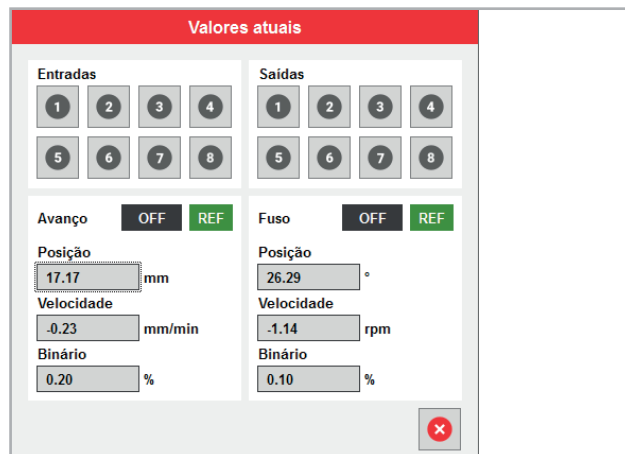 Valores atuais
Entradas
1 2 3 4
5 6 7 8
Saídas
1 2 3 4
5 6 7 8
Avanço OFF REF
Posição
17.17 mm
Velocidade
-0.23 mm/min
Binário
0.20 %
Fuso OFF REF
Posição
26.29 °
Velocidade
-1.14 rpm
Binário
0.10 %